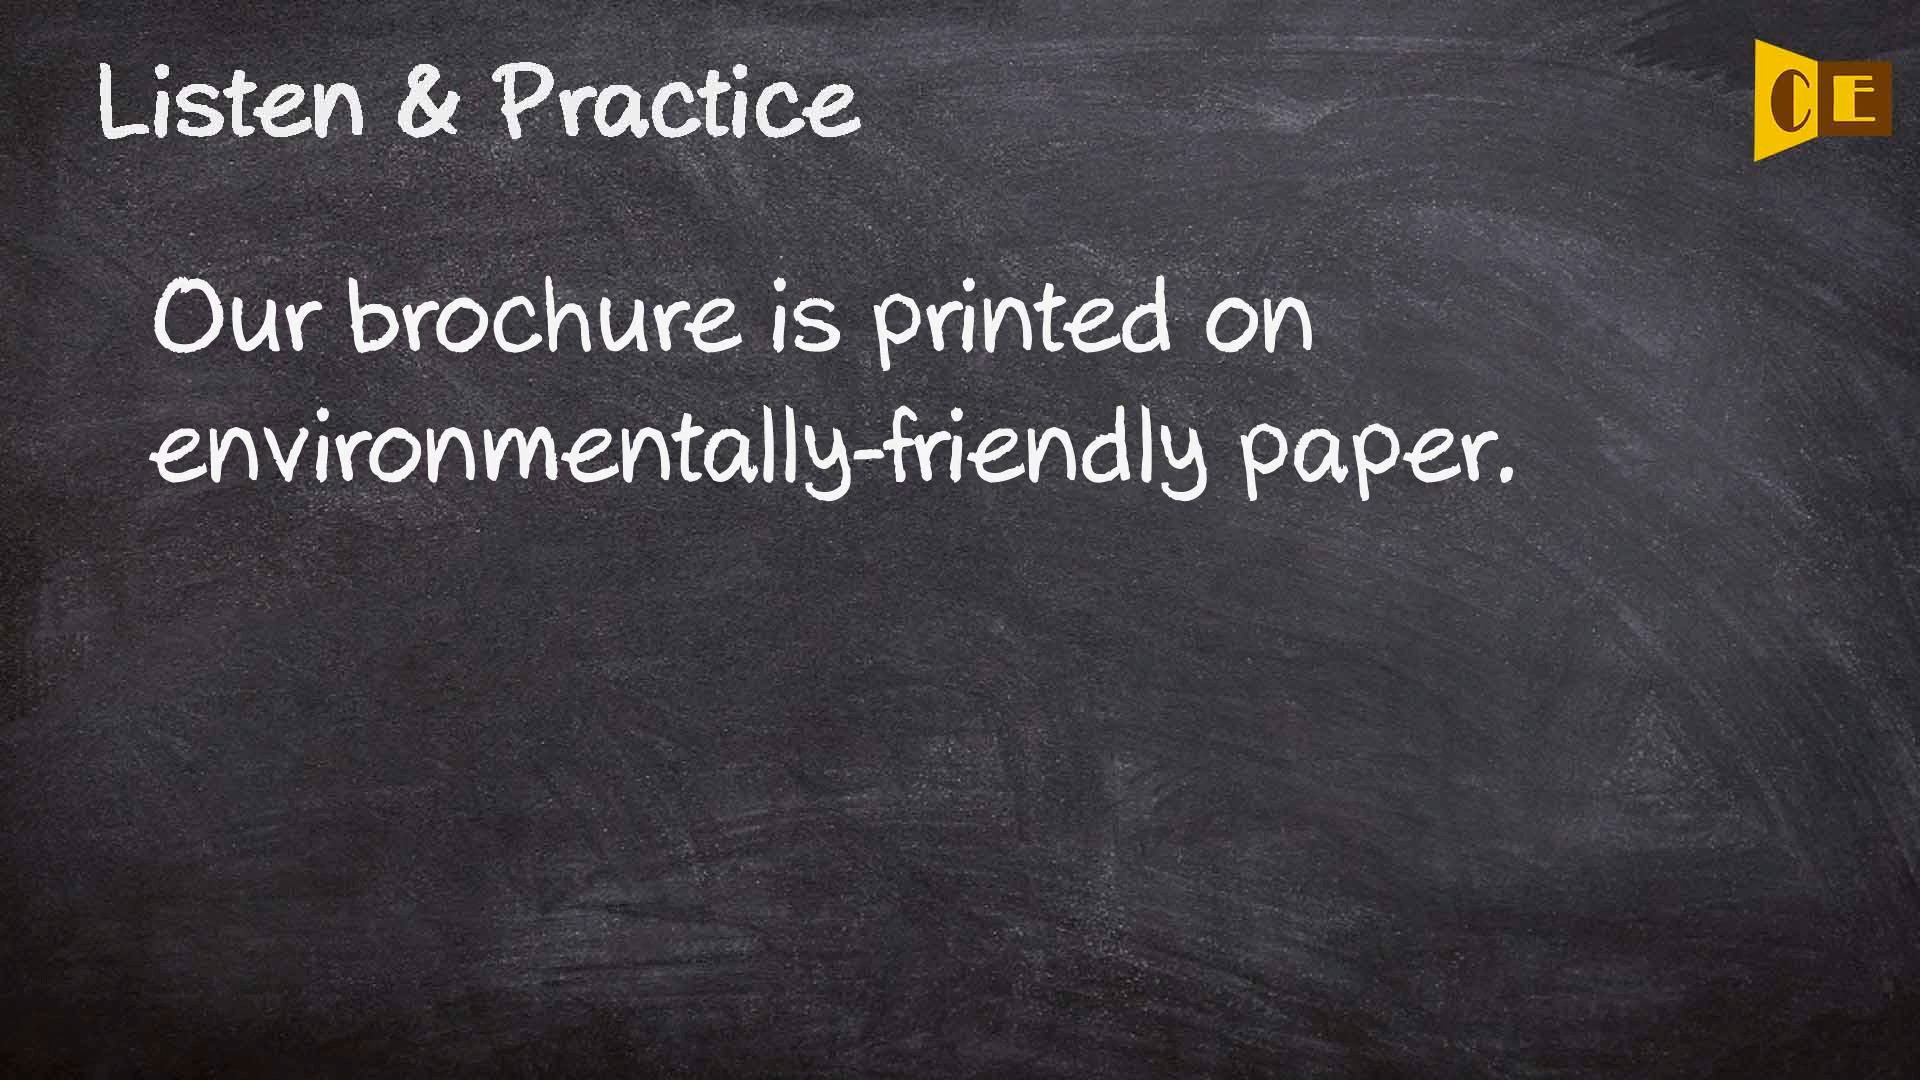 Listen & Practice
CE
Our brochure is printed on
environmentally-friendly paper.